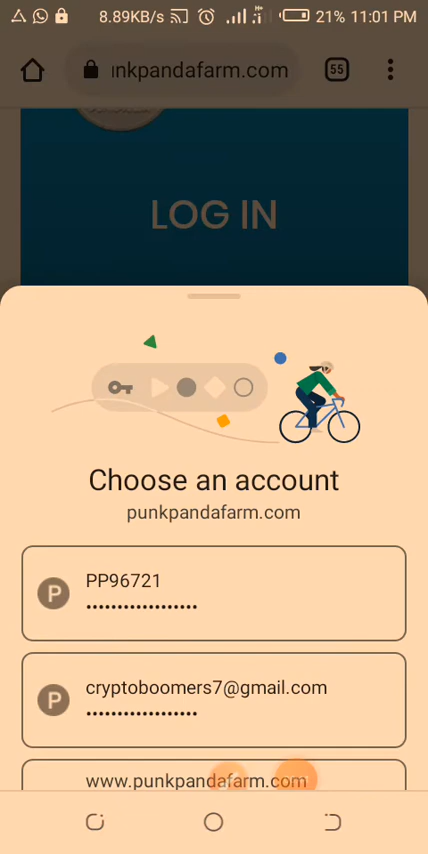 8.89KB/s 21% 11:01 PM
nkpandafarm.com 55
LOG IN
Choose an account
punkpandafarm.com
P PP96721
••••••••••••••••••
P cryptoboomers7@gmail.com
••••••••••••••••••
www.punkpandafarm.com